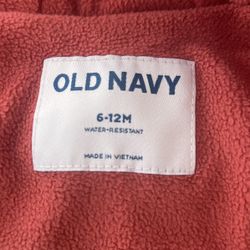 OLD NAVY
6-12M
WATER-RESISTANT
MADE IN VIETNAM